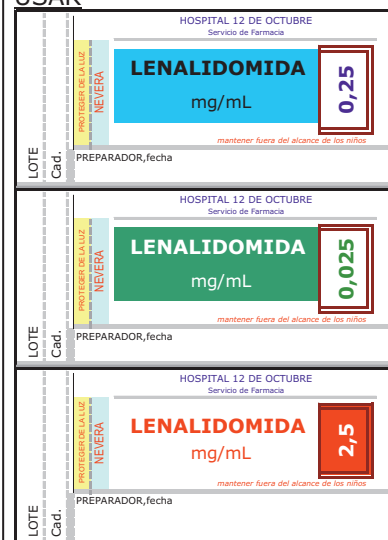 USAR
HOSPITAL 12 DE OCTUBRE
Servicio de Farmacia
PROTEGER DE LA LUZ
NEVERA
LENALIDOMIDA
mg/mL
0,25
mantener fuera del alcance de los niños
LOTE
Cad.
PREPARADOR,fecha
HOSPITAL 12 DE OCTUBRE
Servicio de Farmacia
PROTEGER DE LA LUZ
NEVERA
LENALIDOMIDA
mg/mL
0,025
mantener fuera del alcance de los niños
LOTE
Cad.
PREPARADOR,fecha
HOSPITAL 12 DE OCTUBRE
Servicio de Farmacia
PROTEGER DE LA LUZ
NEVERA
LENALIDOMIDA
mg/mL
2,5
mantener fuera del alcance de los niños
LOTE
Cad.
PREPARADOR,fecha